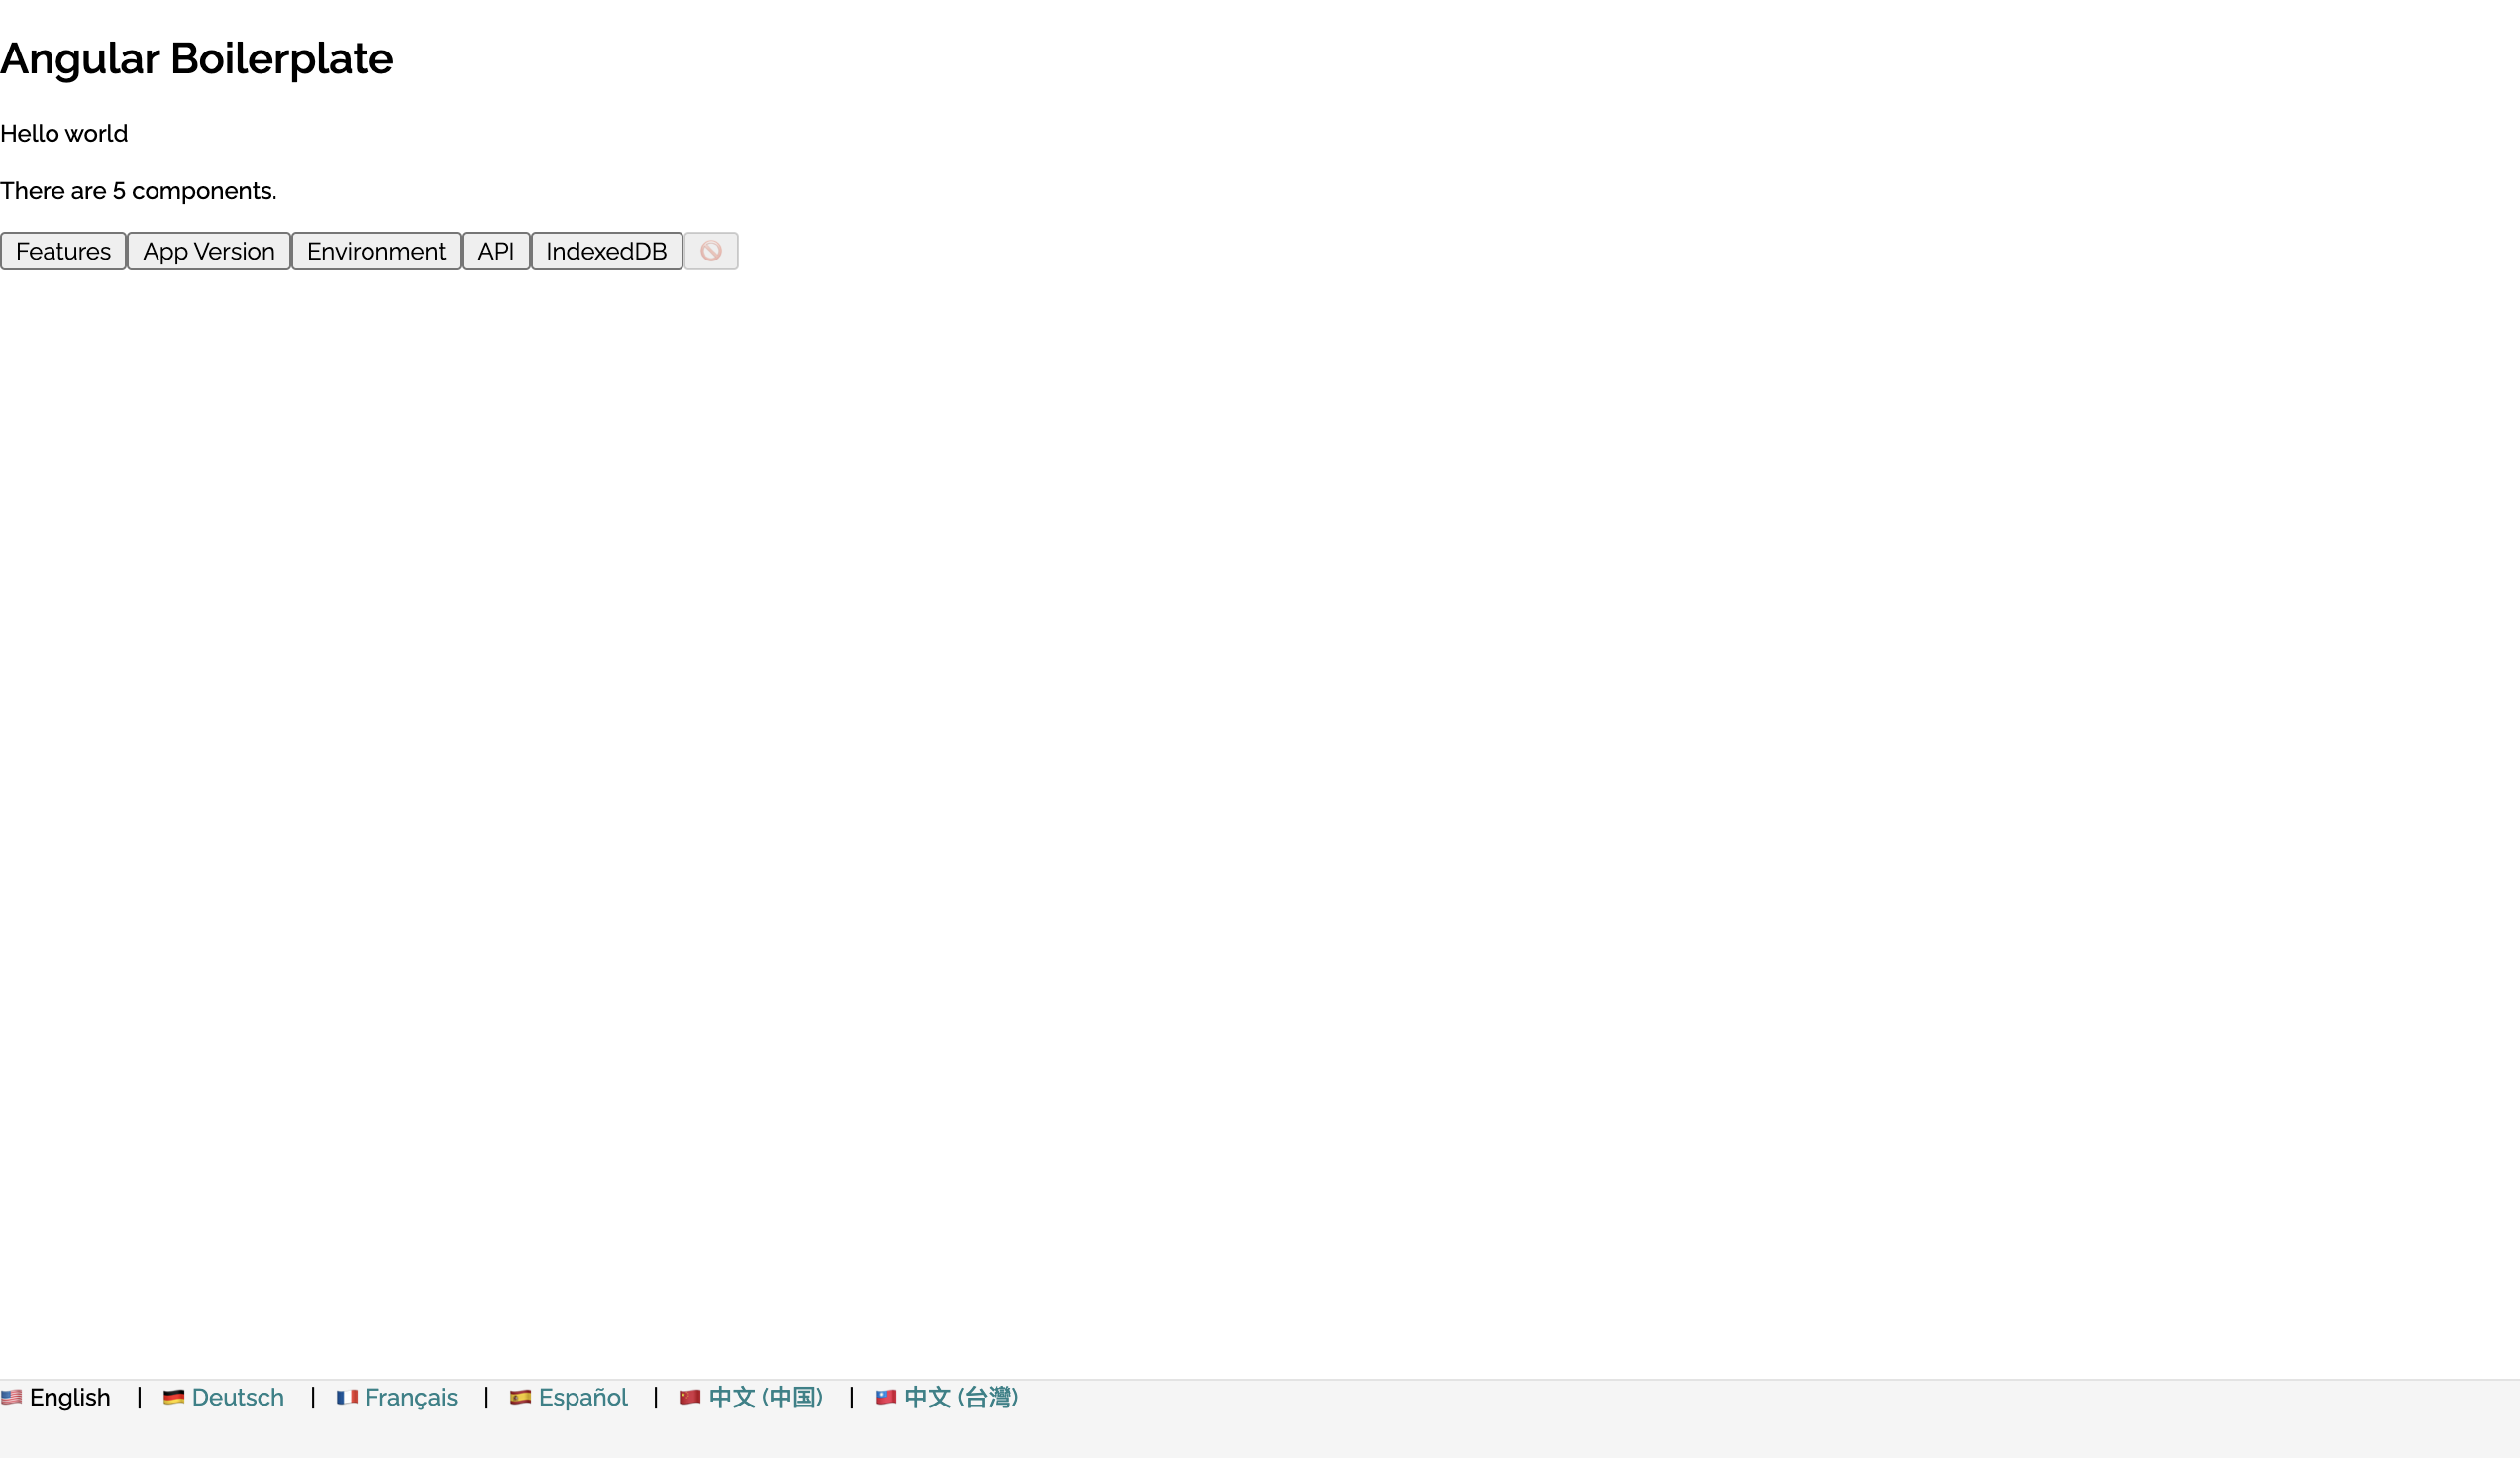 Angular Boilerplate
Hello world
There are 5 components.
Features App Version Environment API IndexedDB 🚫
🇺🇸 English | 🇩🇪 Deutsch | 🇫🇷 Français | 🇪🇸 Español | 🇨🇳 中文 (中国) | 🇹🇼 中文 (台灣)